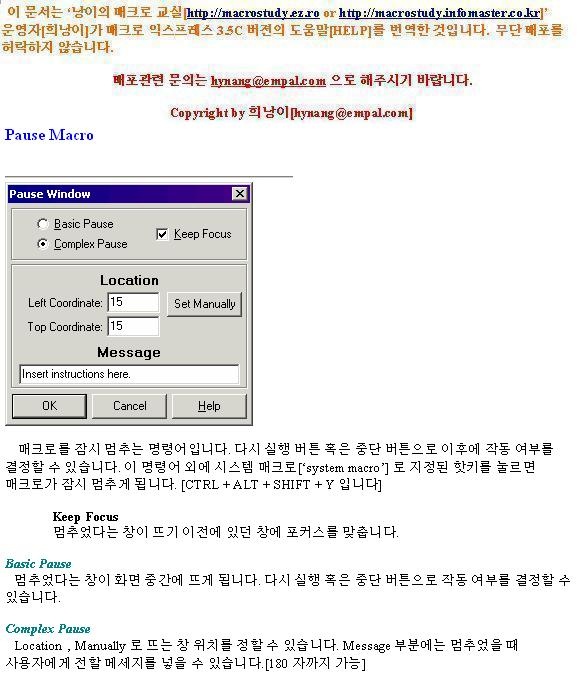 이 문서는 '낭이의 매크로 교실[http://macrostudy.ez.ro or http://macrostudy.infomaster.co.kr]'
운영자[희낭이]가 매크로 익스프레스 3.5C 버젼의 도움말[HELP]를 번역한 것입니다. 무단 배포를
허락하지 않습니다.
배포관련 문의는 hynang@empal.com 으로 해주시기 바랍니다.
Copyright by 희낭이[hynang@empal.com]
Pause Macro
Pause Window
Basic Pause
Complex Pause
Keep Focus
Location
Left Coordinate: 15
Set Manually
Top Coordinate: 15
Message
Insert instructions here.
OK Cancel Help
매크로를 잠시 멈추는 명령어입니다. 다시 실행 버튼 혹은 중단 버튼으로 이후에 작동 여부를
결정할 수 있습니다. 이 명령어 외에 시스템 매크로['system macro'] 로 지정된 핫키를 눌르면
매크로가 잠시 멈추게 됩니다. [CTRL + ALT + SHIFT + Y 입니다]
Keep Focus
멈추었다는 창이 뜨기 이전에 있던 창에 포커스를 맞춥니다.
Basic Pause
멈추었다는 창이 화면 중간에 뜨게 됩니다. 다시 실행 혹은 중단 버튼으로 작동 여부를 결정할 수
있습니다.
Complex Pause
Location , Manually 로 뜨는 창 위치를 정할 수 있습니다. Message 부분에는 멈추었을 때
사용자에게 전할 메세지를 넣을 수 있습니다.[180 자까지 가능]